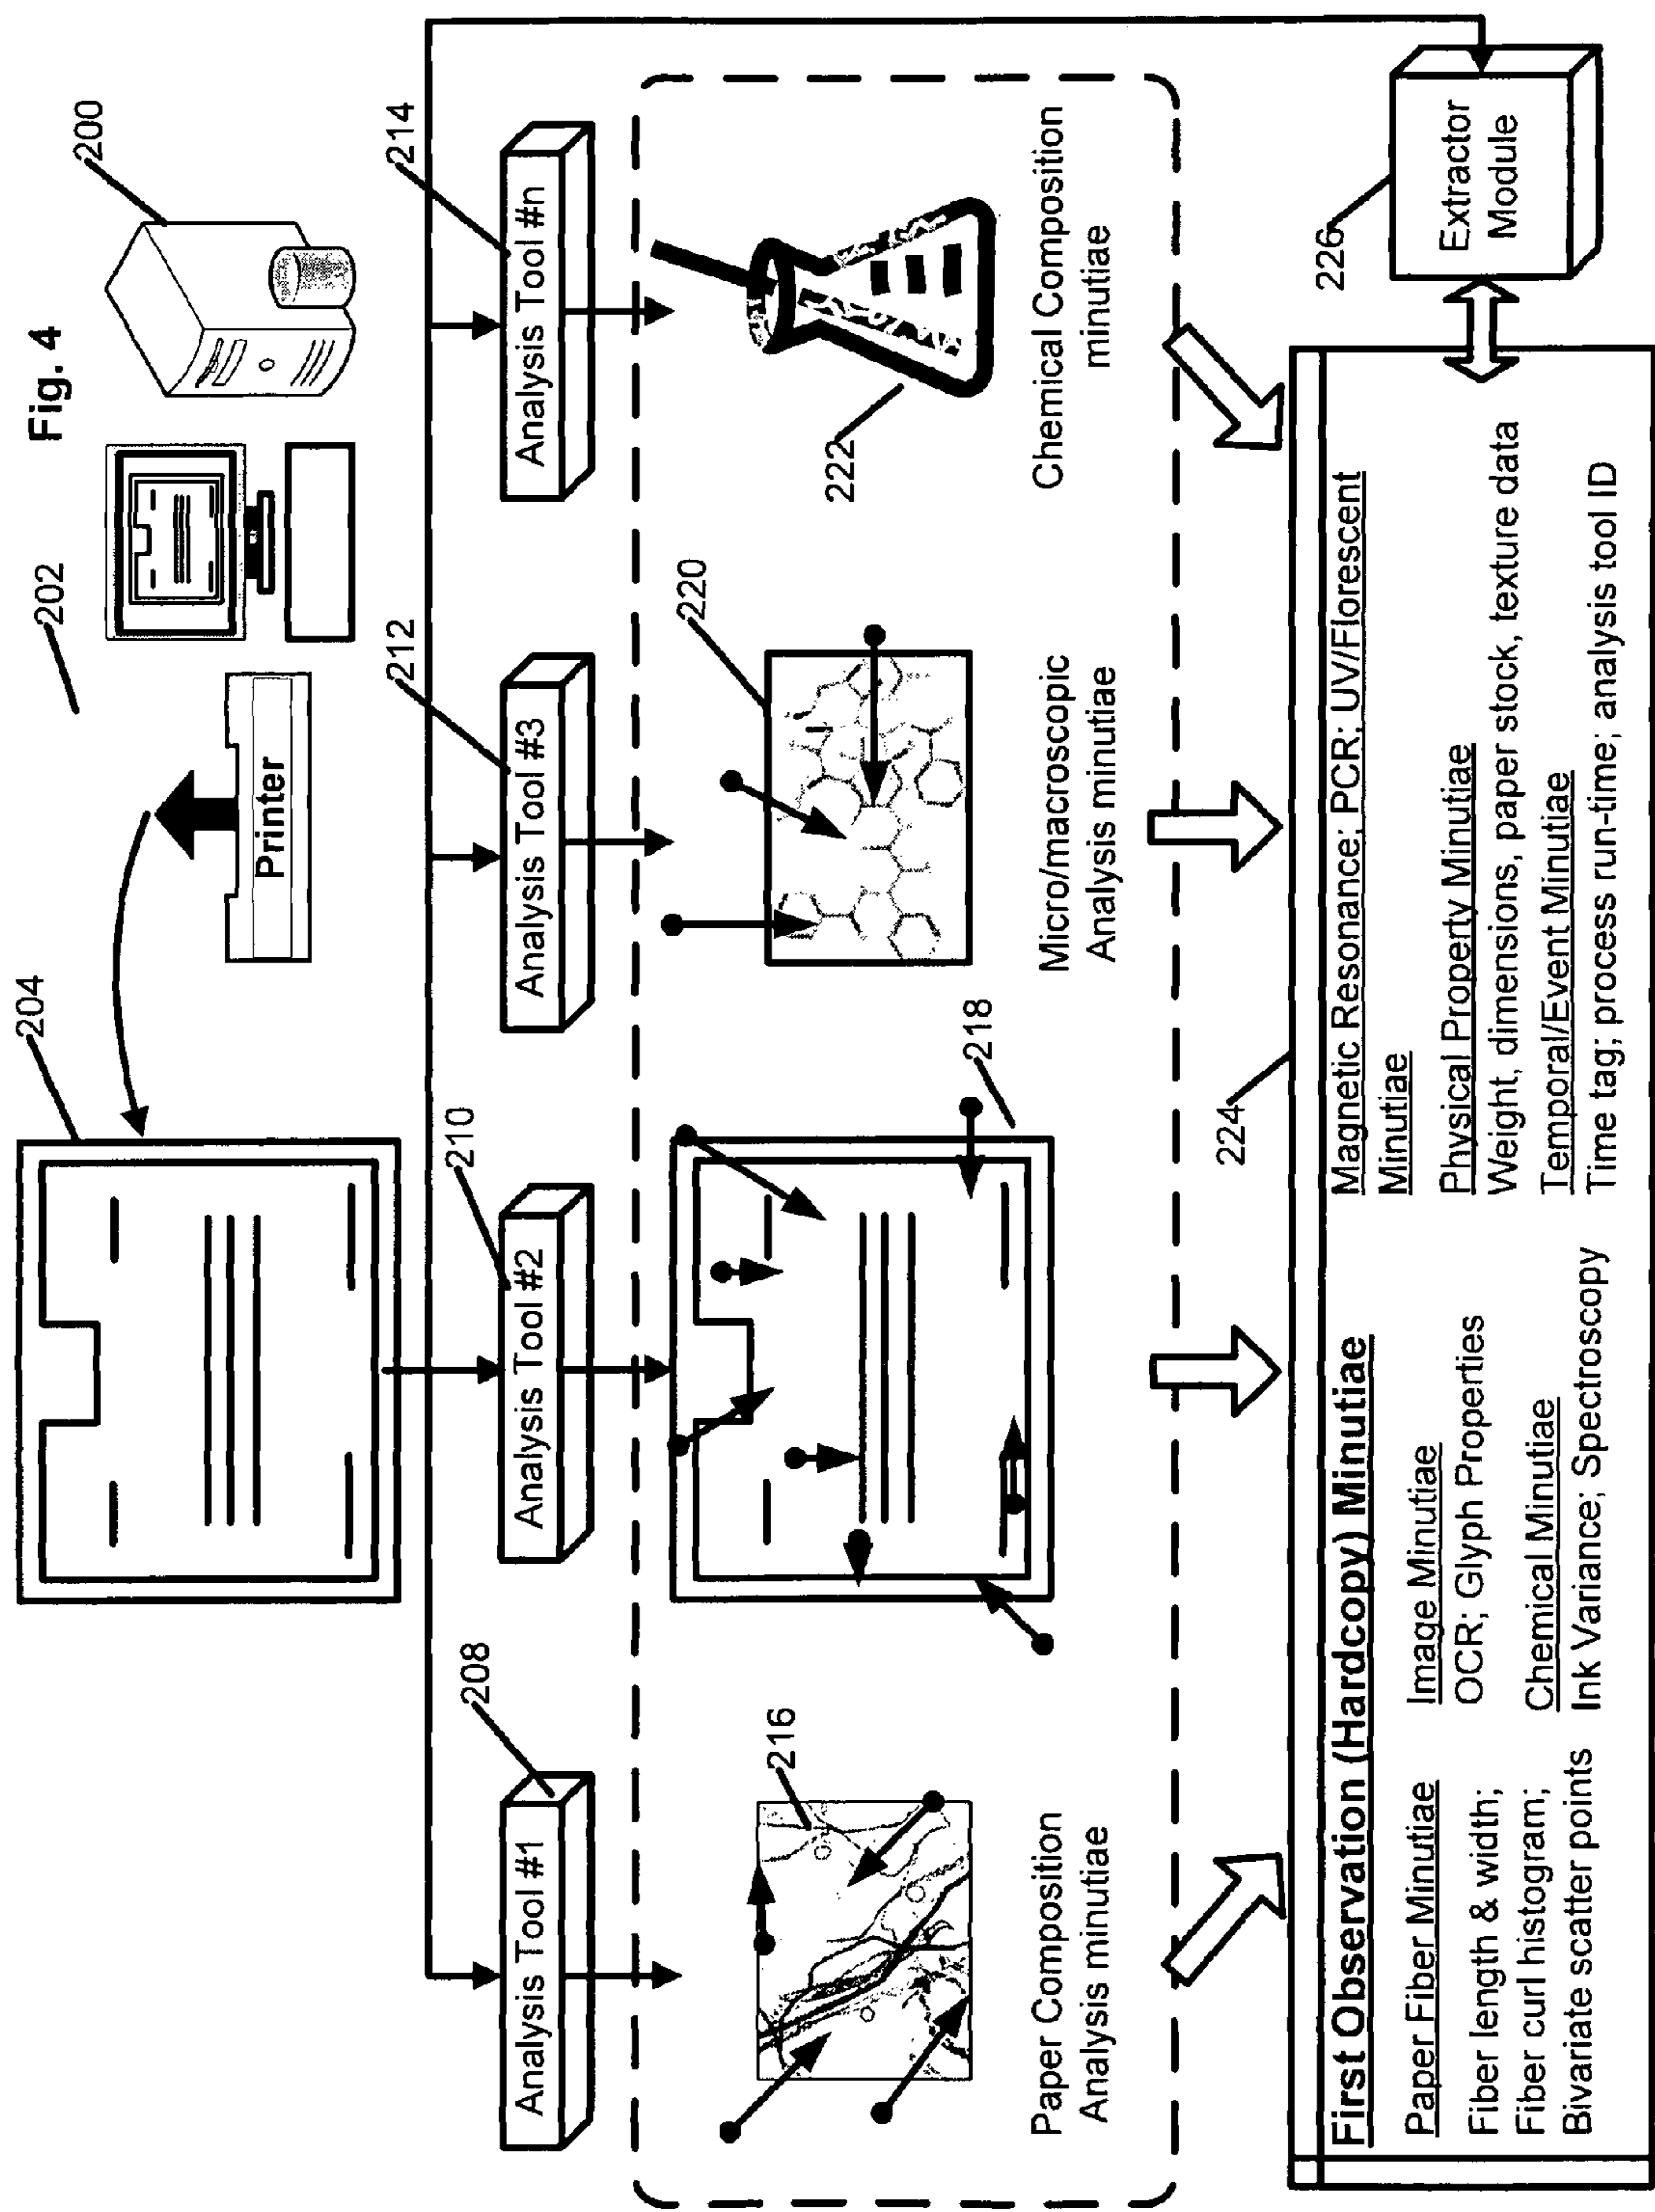 Fig. 4
200
202
204
Printer
208
210
212
214
Analysis Tool #1
Analysis Tool #2
Analysis Tool #3
Analysis Tool #n
216
218
220
222
Paper Composition
Analysis minutiae
Micro/macroscopic
Analysis minutiae
Chemical Composition
minutiae
224
226
Extractor
Module
First Observation (Hardcopy) Minutiae
Paper Fiber Minutiae
Fiber length & width;
Fiber curl histogram;
Bivariate scatter points
Image Minutiae
OCR; Glyph Properties
Chemical Minutiae
Ink Variance; Spectroscopy
Magnetic Resonance; PCR; UV/Florescent
Minutiae
Physical Property Minutiae
Weight, dimensions, paper stock, texture data
Temporal/Event Minutiae
Time tag; process run-time; analysis tool ID